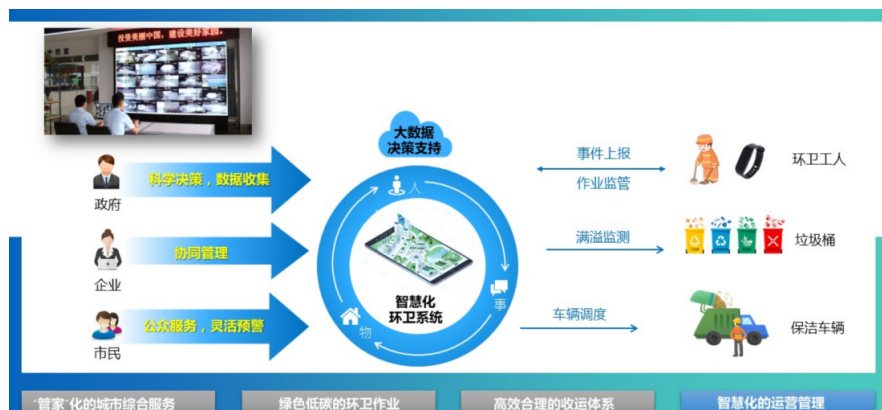 投资美丽中国，建设美好家园。
大数据
决策支持
政府
科学决策，数据收集
企业
协同管理
市民
公众服务，灵活预警
人
事
物
智慧化
环卫系统
事件上报
作业监管
环卫工人
满溢监测
垃圾桶
车辆调度
保洁车辆
“管家”化的城市综合服务
绿色低碳的环卫作业
高效合理的收运体系
智慧化的运营管理